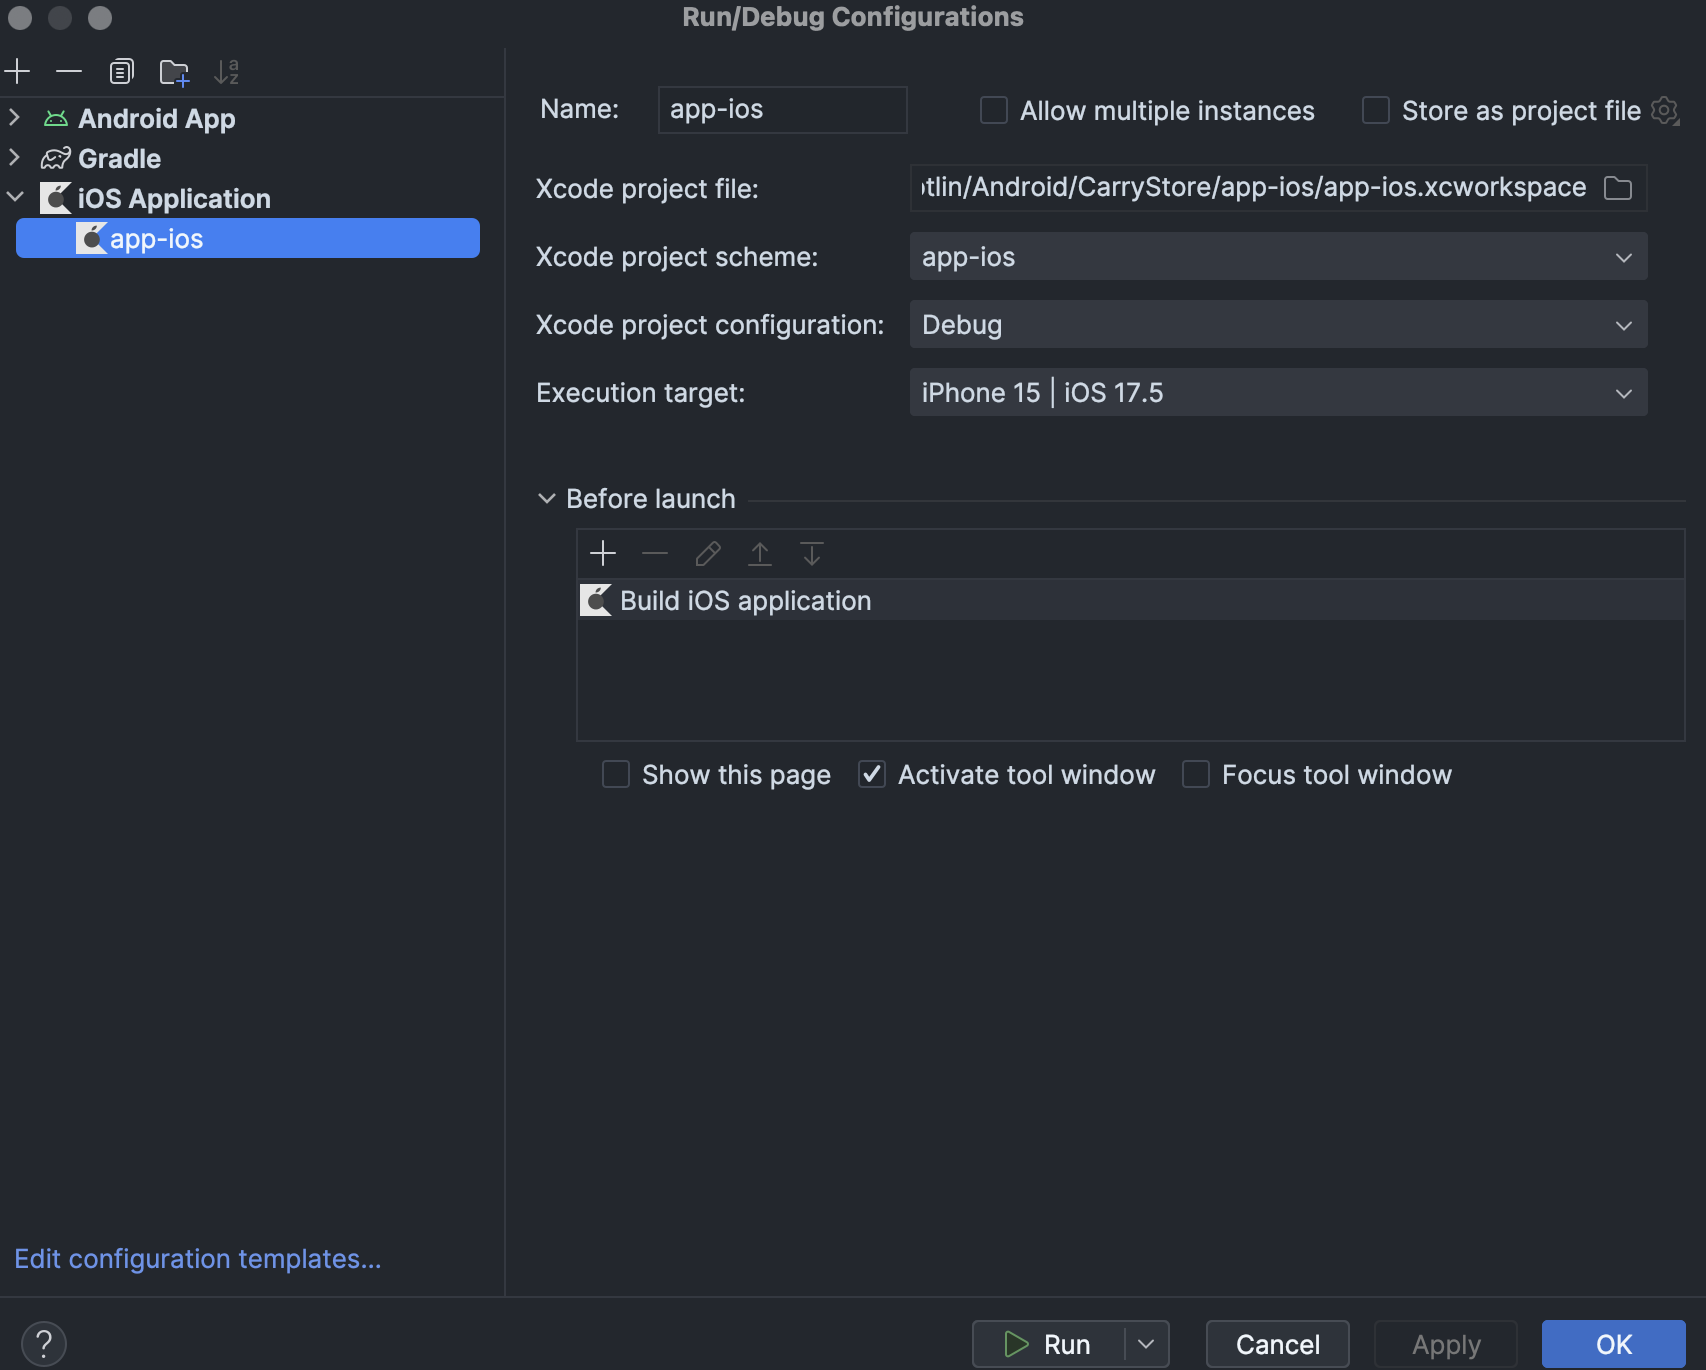 Run/Debug Configurations
Android App
Gradle
iOS Application
app-ios
Edit configuration templates...
Name: app-ios Allow multiple instances Store as project file
Xcode project file: otlin/Android/CarryStore/app-ios/app-ios.xcworkspace
Xcode project scheme: app-ios
Xcode project configuration: Debug
Execution target: iPhone 15 | iOS 17.5
Before launch
Build iOS application
Show this page Activate tool window Focus tool window
? Run Cancel Apply OK